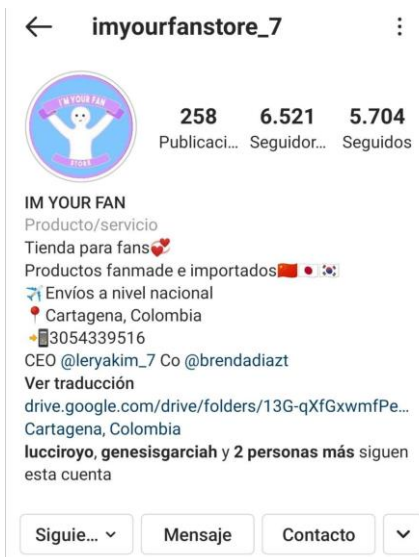 imyourfanstore_7
I'M YOUR FAN
STORE
258 6.521 5.704
Publicaci... Seguidor... Seguidos
IM YOUR FAN
Producto/servicio
Tienda para fans💞
Productos fanmade e importados🇨🇳🇯🇵🇰🇷
✈️Envíos a nivel nacional
📍Cartagena, Colombia
📲3054339516
CEO @leryakim_7 Co @brendadiazt
Ver traducción
drive.google.com/drive/folders/13G-qXfGxwmfPe...
Cartagena, Colombia
lucciroyo, genesisgarciah y 2 personas más siguen
esta cuenta
Siguie... Mensaje Contacto